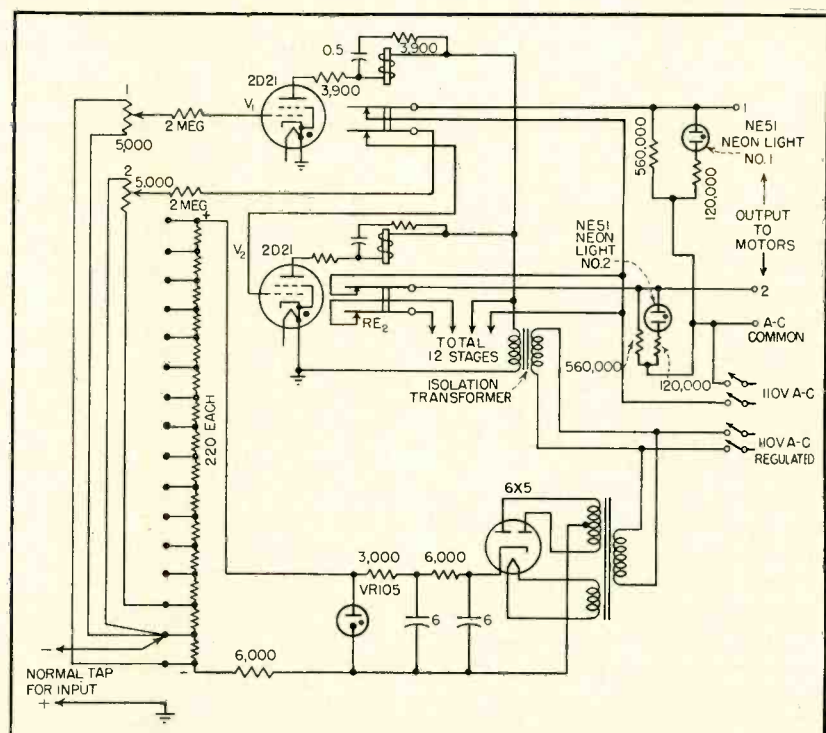 0.5
3,900
3,900
2D21
V1
1
2 MEG
5,000
2
5,000
2 MEG
+
V2
2D21
RE2
TOTAL
12 STAGES
ISOLATION
TRANSFORMER
220 EACH
1
NE51
NEON LIGHT
NO.1
560,000
120,000
OUTPUT
TO
MOTORS
NE51
NEON
LIGHT
NO.2
2
A-C
COMMON
560,000
120,000
110V A-C
110V A-C
REGULATED
6X5
3,000
6,000
VR105
6
6
6,000
-
-
NORMAL TAP
FOR INPUT
+